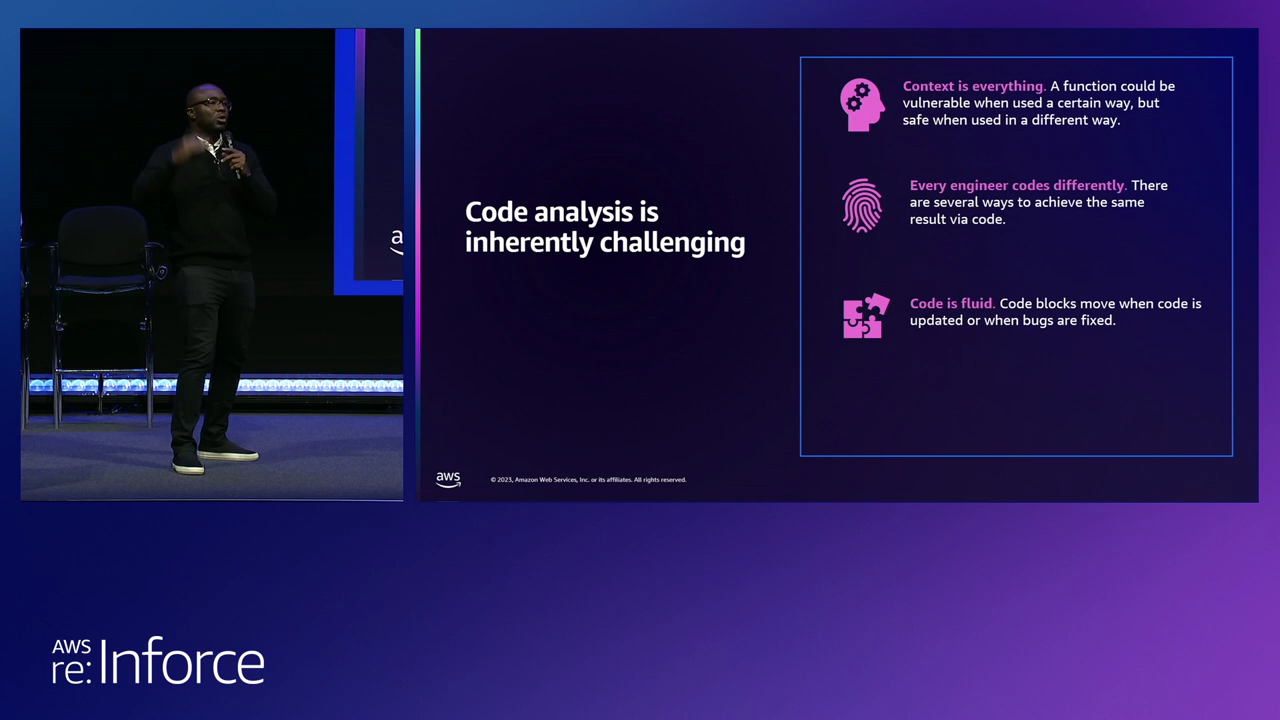 a
Code analysis is
inherently challenging
Context is everything. A function could be
vulnerable when used a certain way, but
safe when used in a different way.
Every engineer codes differently. There
are several ways to achieve the same
result via code.
Code is fluid. Code blocks move when code is
updated or when bugs are fixed.
aws
© 2023, Amazon Web Services, Inc. or its affiliates. All rights reserved.
AWS
re:Inforce